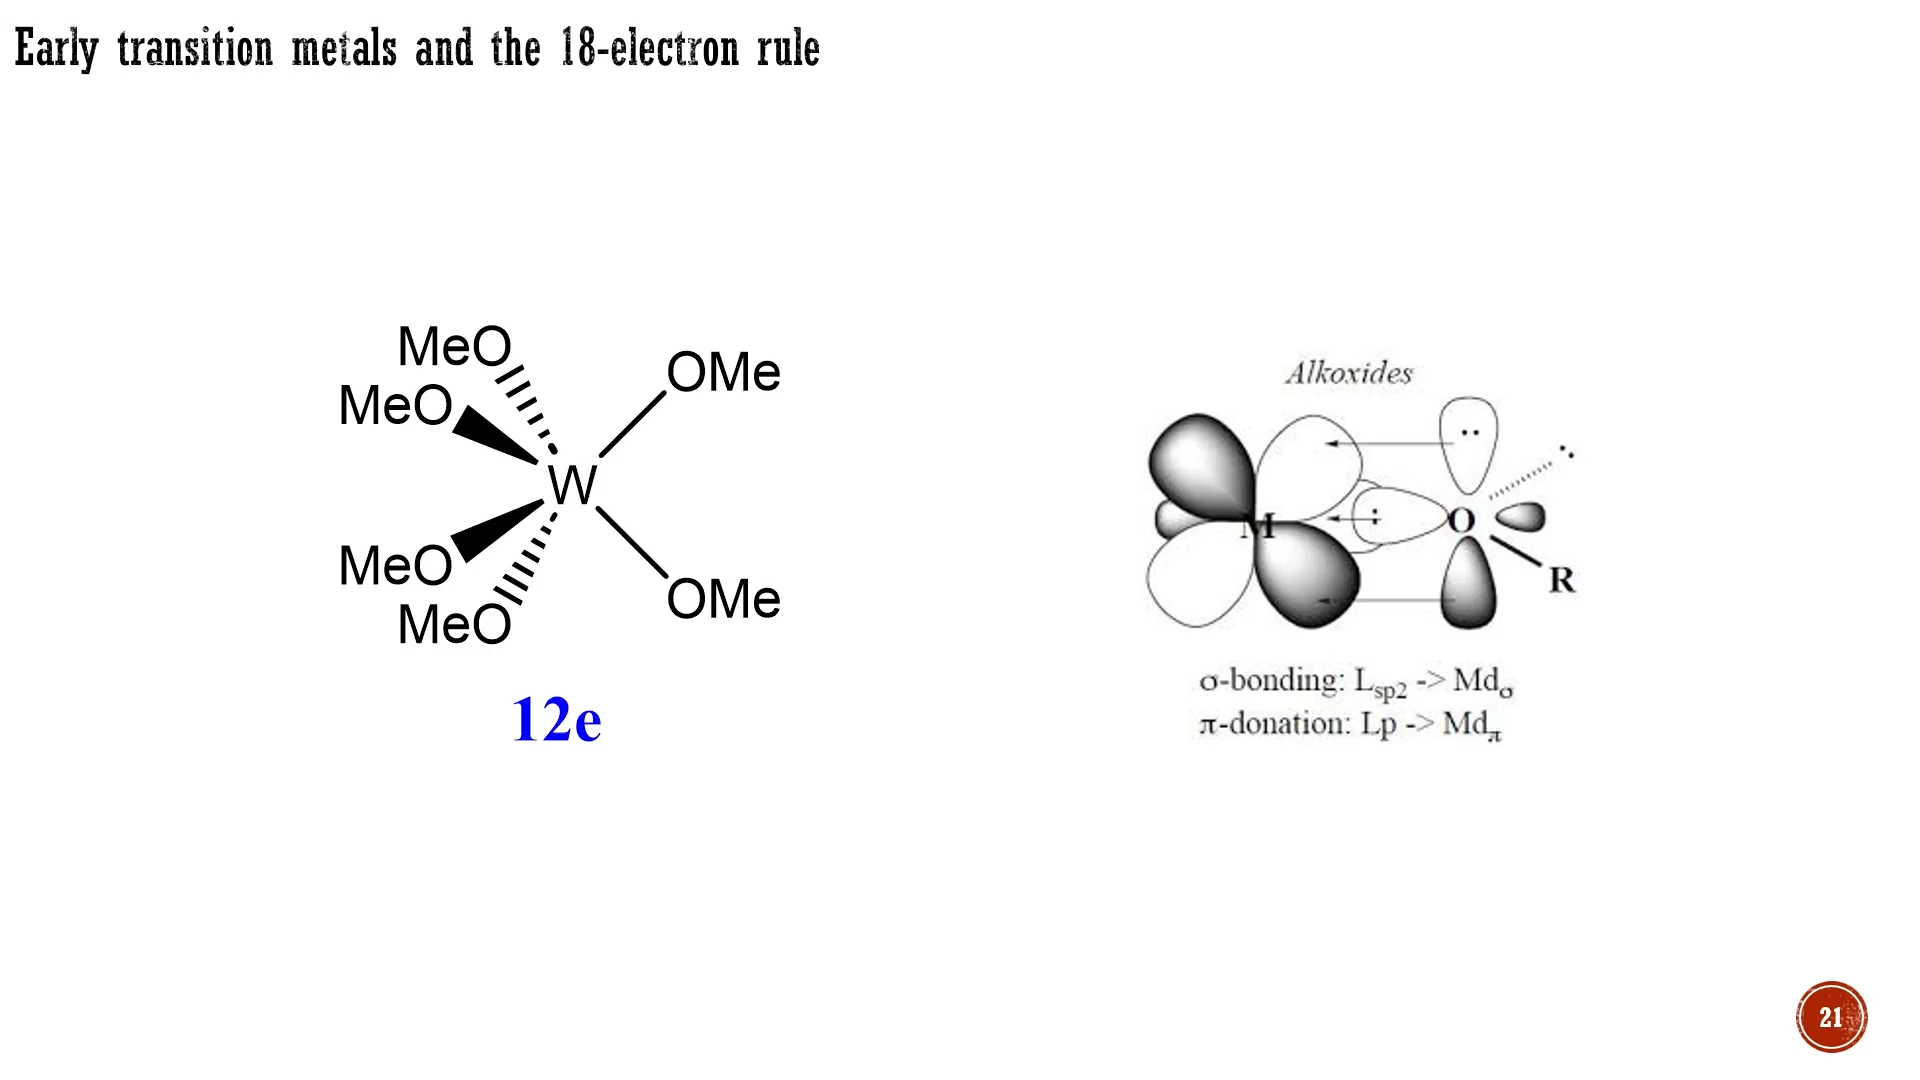 Early transition metals and the 18-electron rule
MeO
OMe
MeO
W
MeO
OMe
MeO
12e
Alkoxides
M
O
R
σ-bonding: Lsp2 -> Mdσ
π-donation: Lp -> Mdπ
21